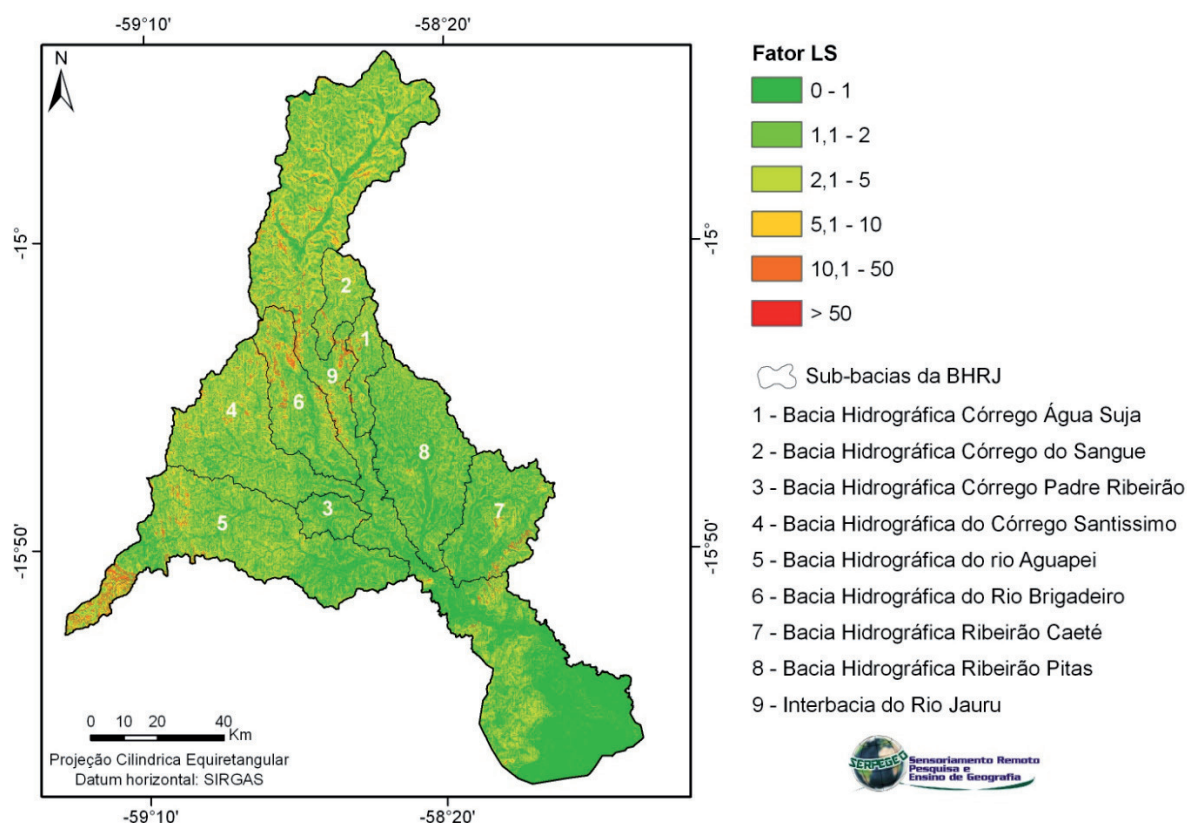 -59°10'
-58°20'
N
-15°
-15°
-15°50'
-15°50'
2
1
9
4
6
8
3
7
5
0 10 20 40
Km
Projeção Cilindrica Equiretangular
Datum horizontal: SIRGAS
-59°10'
-58°20'
Fator LS
0 - 1
1,1 - 2
2,1 - 5
5,1 - 10
10,1 - 50
> 50
Sub-bacias da BHRJ
1 - Bacia Hidrográfica Córrego Água Suja
2 - Bacia Hidrográfica Córrego do Sangue
3 - Bacia Hidrográfica Córrego Padre Ribeirão
4 - Bacia Hidrográfica do Córrego Santissimo
5 - Bacia Hidrográfica do rio Aguapei
6 - Bacia Hidrográfica do Rio Brigadeiro
7 - Bacia Hidrográfica Ribeirão Caeté
8 - Bacia Hidrográfica Ribeirão Pitas
9 - Interbacia do Rio Jauru
SERPEGEO
Sensoriamento Remoto
Pesquisa e
Ensino de Geografia